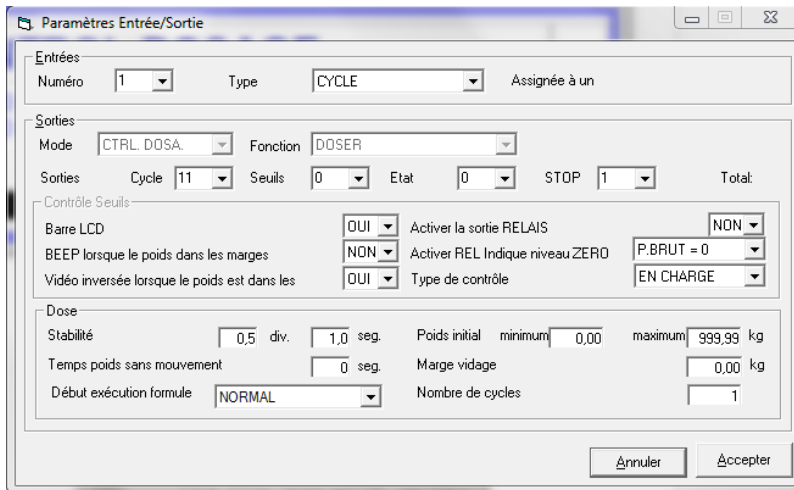 Paramètres Entrée/Sortie
Entrées
Numéro 1 Type CYCLE Assignée à un
Sorties
Mode CTRL. DOSA. Fonction DOSER
Sorties Cycle 11 Seuils 0 Etat 0 STOP 1 Total:
Contrôle Seuils
Barre LCD OUI Activer la sortie RELAIS NON
BEEP lorsque le poids dans les marges NON Activer REL Indique niveau ZERO P.BRUT = 0
Vidéo inversée lorsque le poids est dans les OUI Type de contrôle EN CHARGE
Dose
Stabilité 0,5 div. 1,0 seg. Poids initial minimum 0,00 maximum 999,99 kg
Temps poids sans mouvement 0 seg. Marge vidage 0,00 kg
Début exécution formule NORMAL Nombre de cycles 1
Annuler Accepter